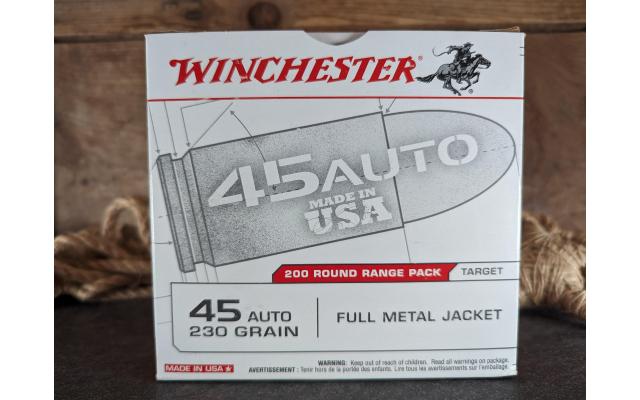 WINCHESTER®
45 AUTO
MADE IN
USA
200 ROUND RANGE PACK TARGET
45 AUTO
230 GRAIN
FULL METAL JACKET
MADE IN USA
WARNING: Keep out of reach of children. Read all warnings on package.
AVERTISSEMENT : Tenir hors de la portée des enfants. Lire tous les avertissements sur l'emballage.